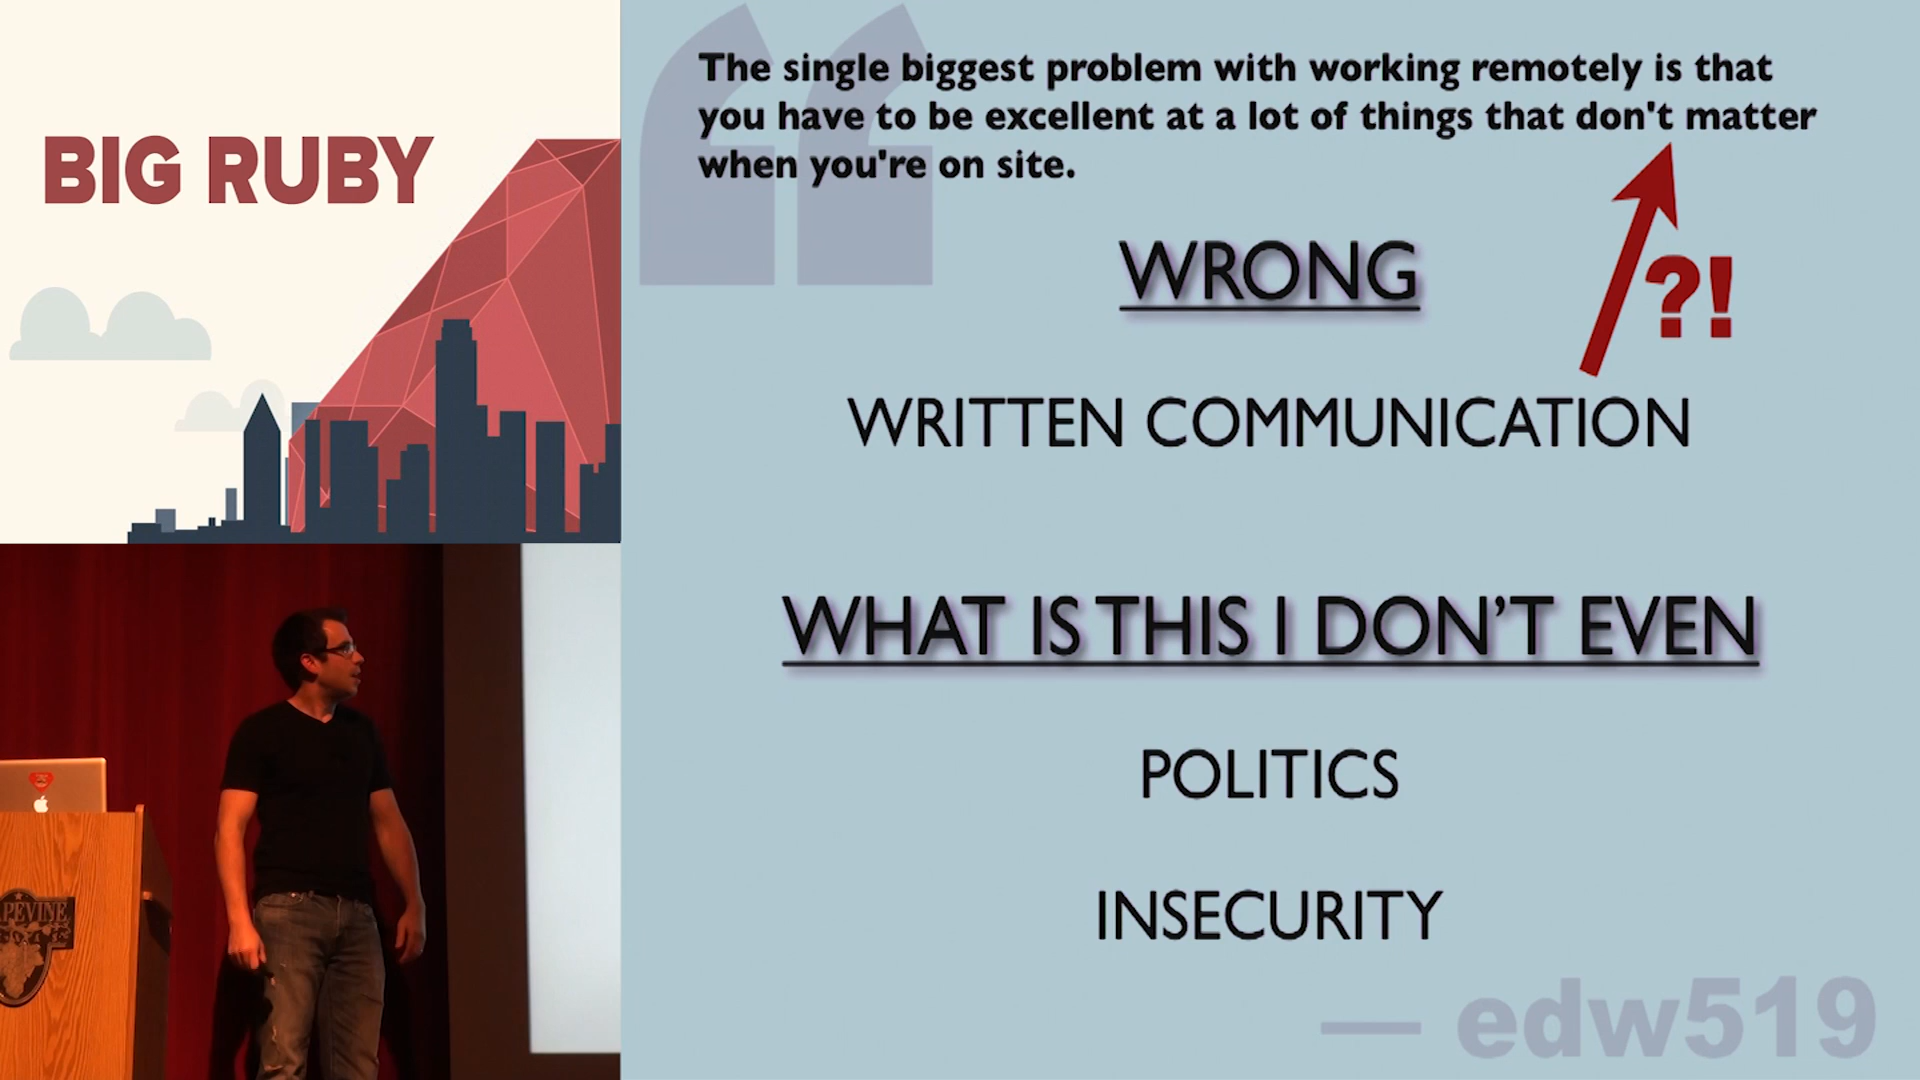 BIG RUBY
The single biggest problem with working remotely is that
you have to be excellent at a lot of things that don't matter
when you're on site.
WRONG
?!
WRITTEN COMMUNICATION
WHAT IS THIS I DON’T EVEN
POLITICS
INSECURITY
— edw519
PEVINE